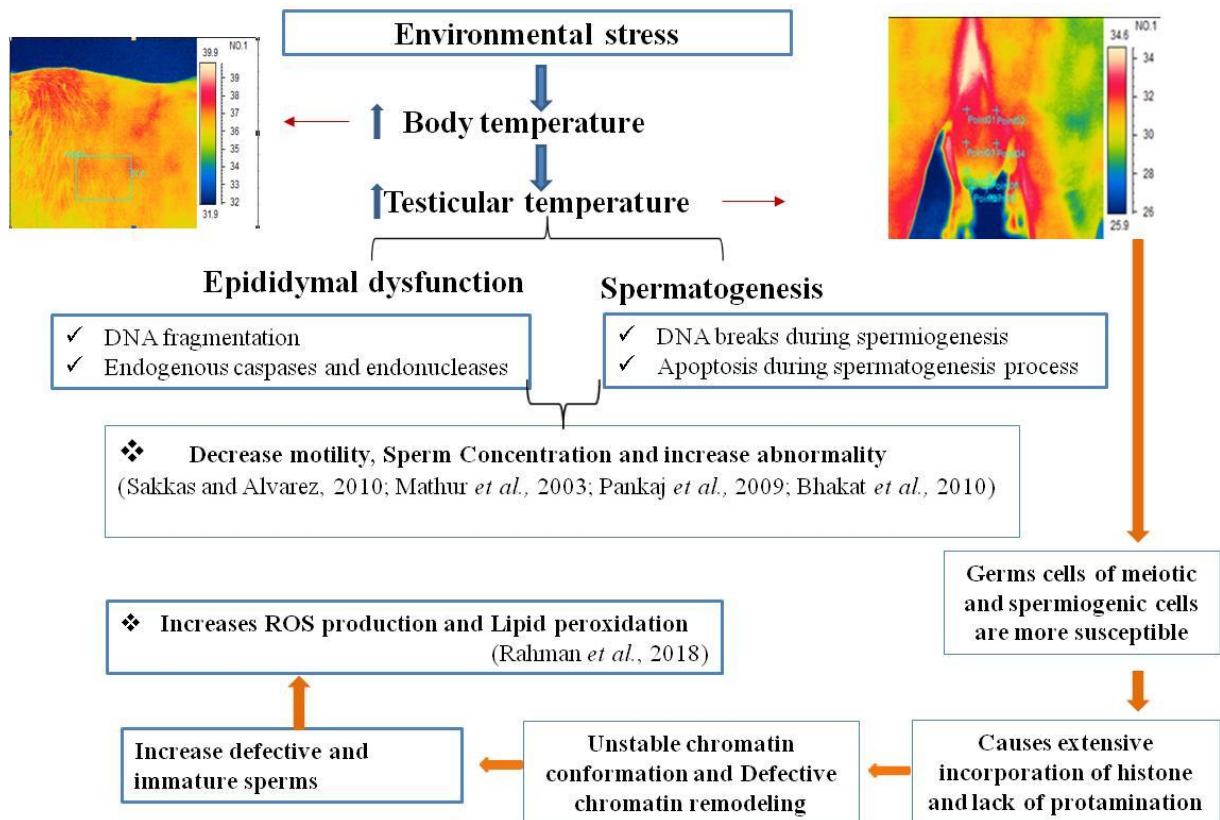 Environmental stress
NO.1
39.9
39
38
37
36
35
34
33
32
31.9
NO.1
34.6
34
32
30
28
26
25.9
Point01 Point02
Body temperature
Testicular temperature
Epididymal dysfunction
Spermatogenesis
✓ DNA fragmentation
✓ Endogenous caspases and endonucleases
✓ DNA breaks during spermiogenesis
✓ Apoptosis during spermatogenesis process
❖ Decrease motility, Sperm Concentration and increase abnormality
(Sakkas and Alvarez, 2010; Mathur et al., 2003; Pankaj et al., 2009; Bhakat et al., 2010)
Germs cells of meiotic
and spermiogenic cells
are more susceptible
❖ Increases ROS production and Lipid peroxidation
(Rahman et al., 2018)
Increase defective and
immature sperms
Unstable chromatin
conformation and Defective
chromatin remodeling
Causes extensive
incorporation of histone
and lack of protamination